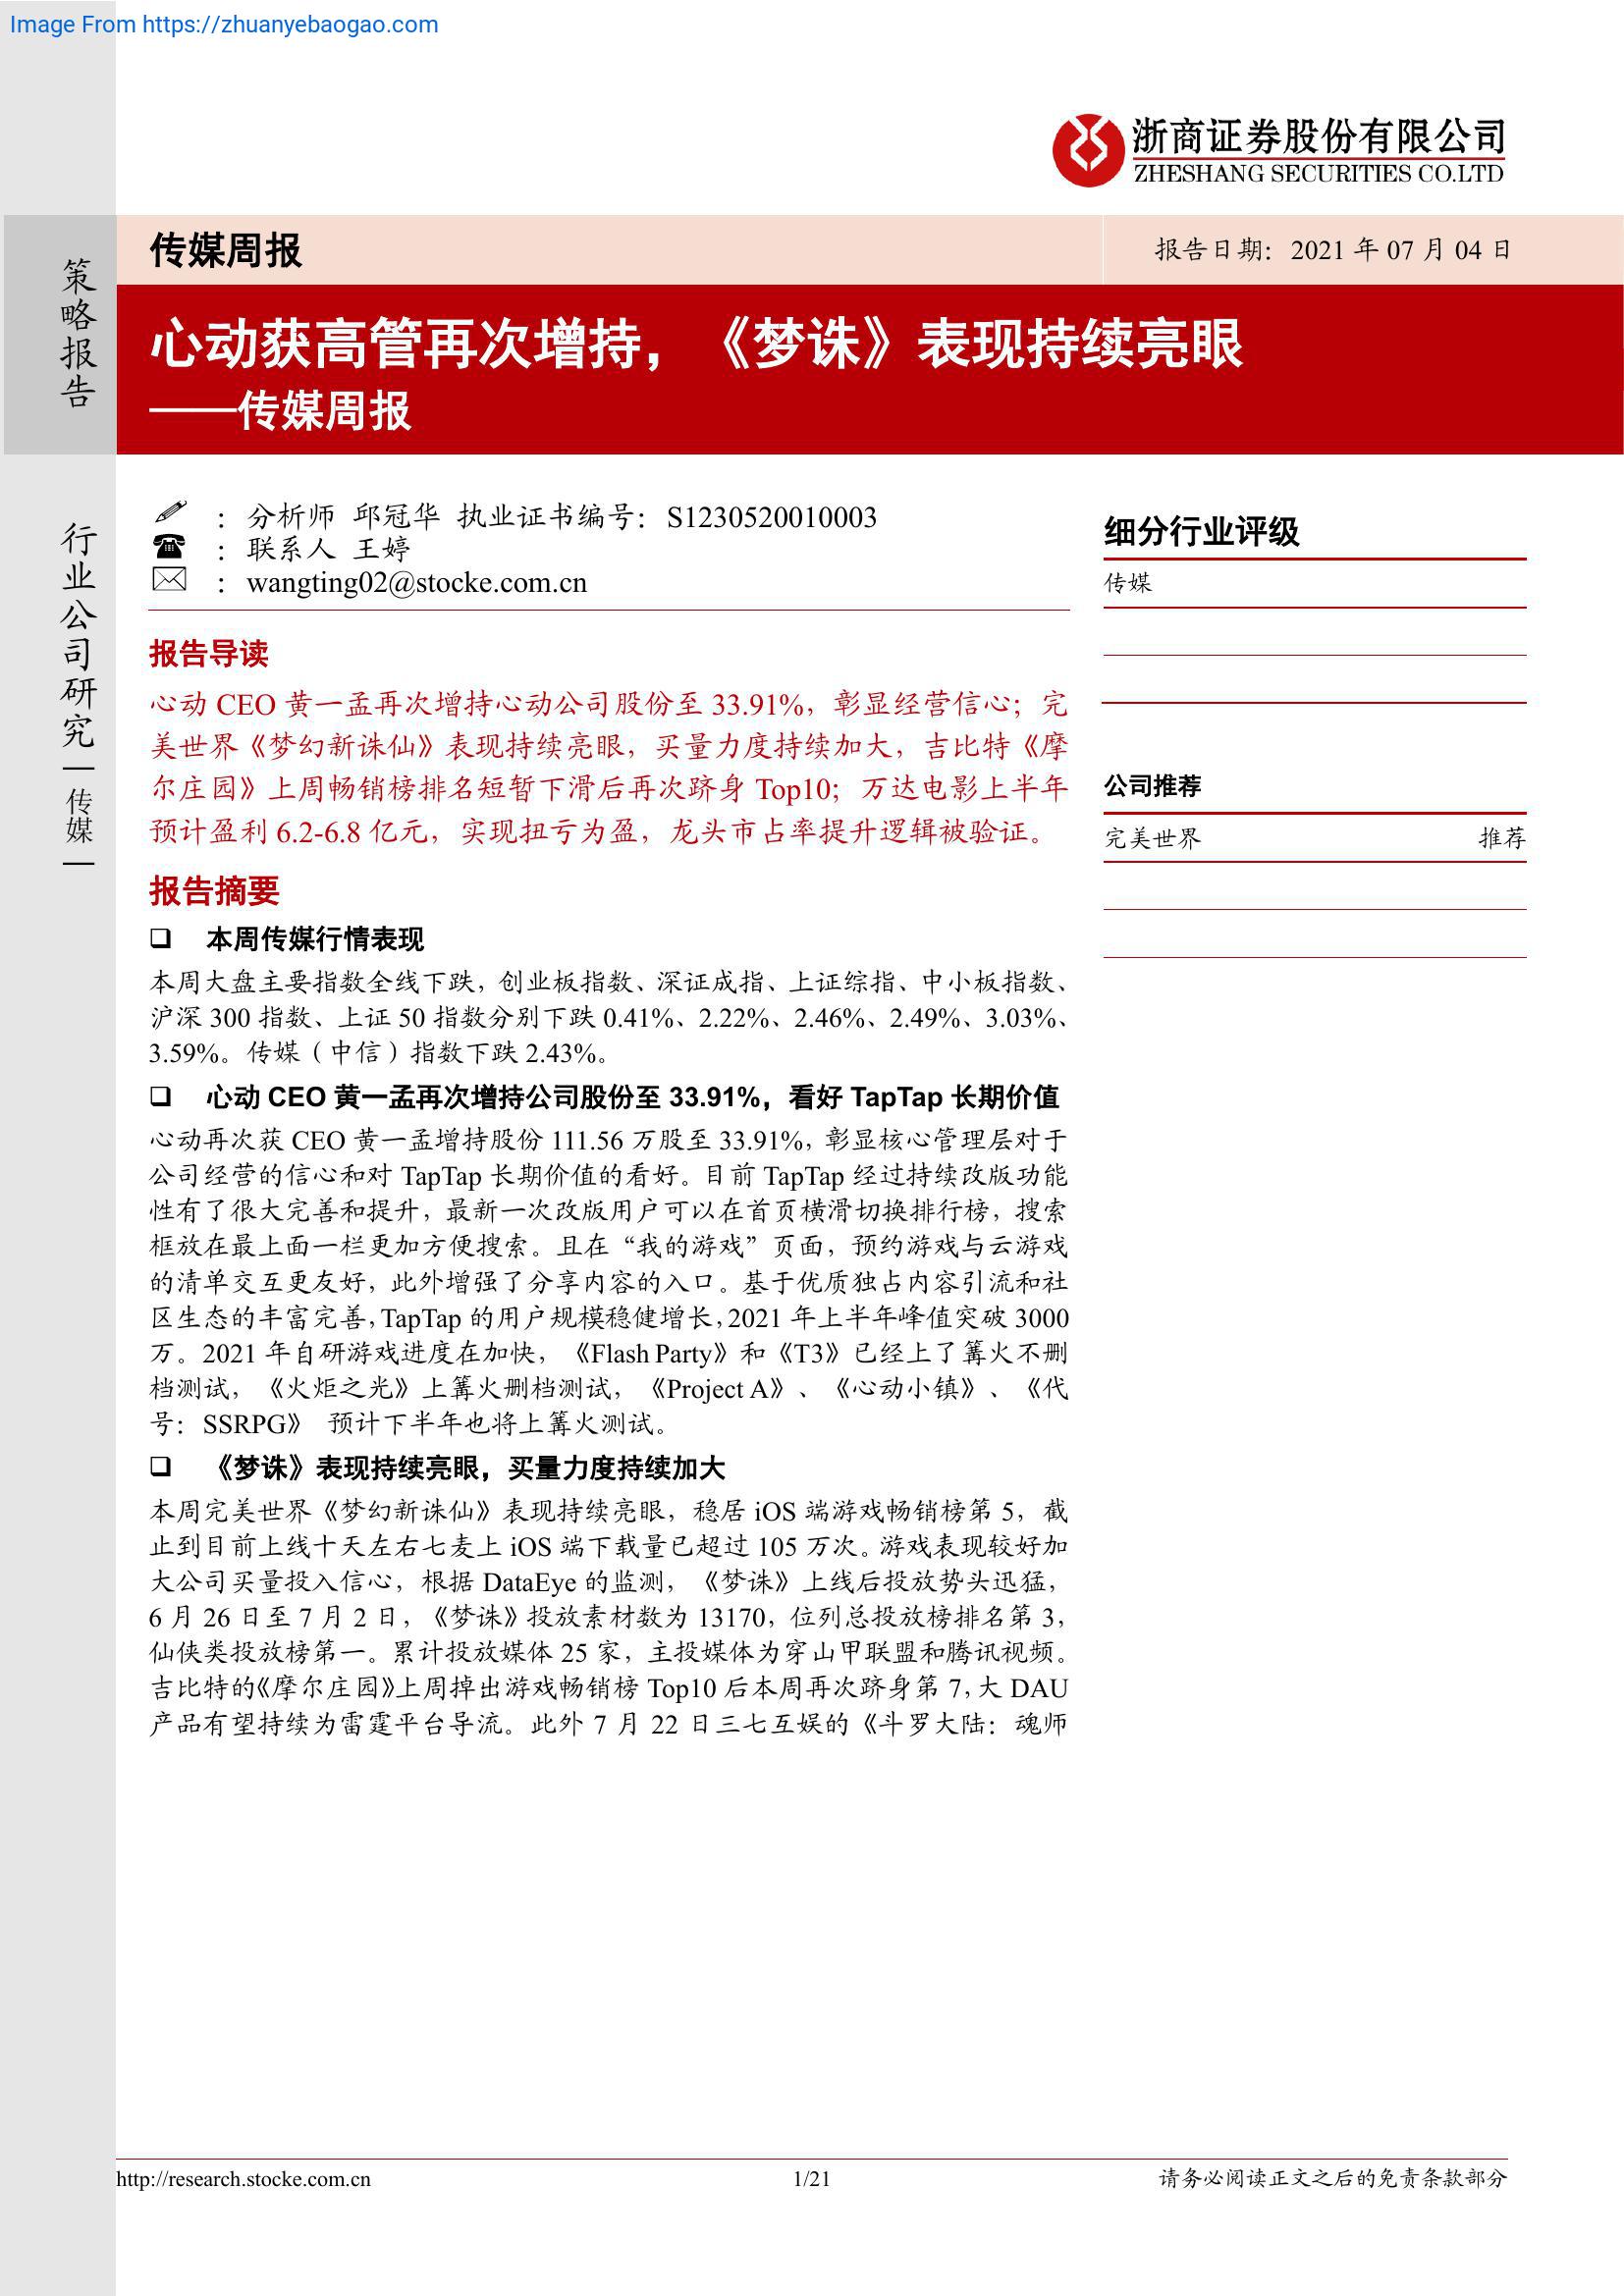 Image From https://zhuanyebaogao.com
浙商证券股份有限公司
ZHESHANG SECURITIES CO.LTD
策略报告
行业公司研究｜传媒｜
传媒周报
报告日期：2021 年 07 月 04 日
心动获高管再次增持，《梦诛》表现持续亮眼
——传媒周报
：分析师 邱冠华 执业证书编号：S1230520010003
：联系人 王婷
：wangting02@stocke.com.cn
报告导读
心动 CEO 黄一孟再次增持心动公司股份至 33.91%，彰显经营信心；完
美世界《梦幻新诛仙》表现持续亮眼，买量力度持续加大，吉比特《摩
尔庄园》上周畅销榜排名短暂下滑后再次跻身 Top10；万达电影上半年
预计盈利 6.2-6.8 亿元，实现扭亏为盈，龙头市占率提升逻辑被验证。
报告摘要
❑ 本周传媒行情表现
本周大盘主要指数全线下跌，创业板指数、深证成指、上证综指、中小板指数、
沪深 300 指数、上证 50 指数分别下跌 0.41%、2.22%、2.46%、2.49%、3.03%、
3.59%。传媒（中信）指数下跌 2.43%。
❑ 心动 CEO 黄一孟再次增持公司股份至 33.91%，看好 TapTap 长期价值
心动再次获 CEO 黄一孟增持股份 111.56 万股至 33.91%，彰显核心管理层对于
公司经营的信心和对 TapTap 长期价值的看好。目前 TapTap 经过持续改版功能
性有了很大完善和提升，最新一次改版用户可以在首页横滑切换排行榜，搜索
框放在最上面一栏更加方便搜索。且在“我的游戏”页面，预约游戏与云游戏
的清单交互更友好，此外增强了分享内容的入口。基于优质独占内容引流和社
区生态的丰富完善，TapTap 的用户规模稳健增长，2021 年上半年峰值突破 3000
万。2021 年自研游戏进度在加快，《Flash Party》和《T3》已经上了篝火不删
档测试，《火炬之光》上篝火删档测试，《Project A》、《心动小镇》、《代
号：SSRPG》 预计下半年也将上篝火测试。
❑ 《梦诛》表现持续亮眼，买量力度持续加大
本周完美世界《梦幻新诛仙》表现持续亮眼，稳居 iOS 端游戏畅销榜第 5，截
止到目前上线十天左右七麦上 iOS 端下载量已超过 105 万次。游戏表现较好加
大公司买量投入信心，根据 DataEye 的监测，《梦诛》上线后投放势头迅猛，
6 月 26 日至 7 月 2 日，《梦诛》投放素材数为 13170，位列总投放榜排名第 3，
仙侠类投放榜第一。累计投放媒体 25 家，主投媒体为穿山甲联盟和腾讯视频。
吉比特的《摩尔庄园》上周掉出游戏畅销榜 Top10 后本周再次跻身第 7，大 DAU
产品有望持续为雷霆平台导流。此外 7 月 22 日三七互娱的《斗罗大陆：魂师
细分行业评级
传媒
公司推荐
完美世界 推荐
http://research.stocke.com.cn
1/21
请务必阅读正文之后的免责条款部分